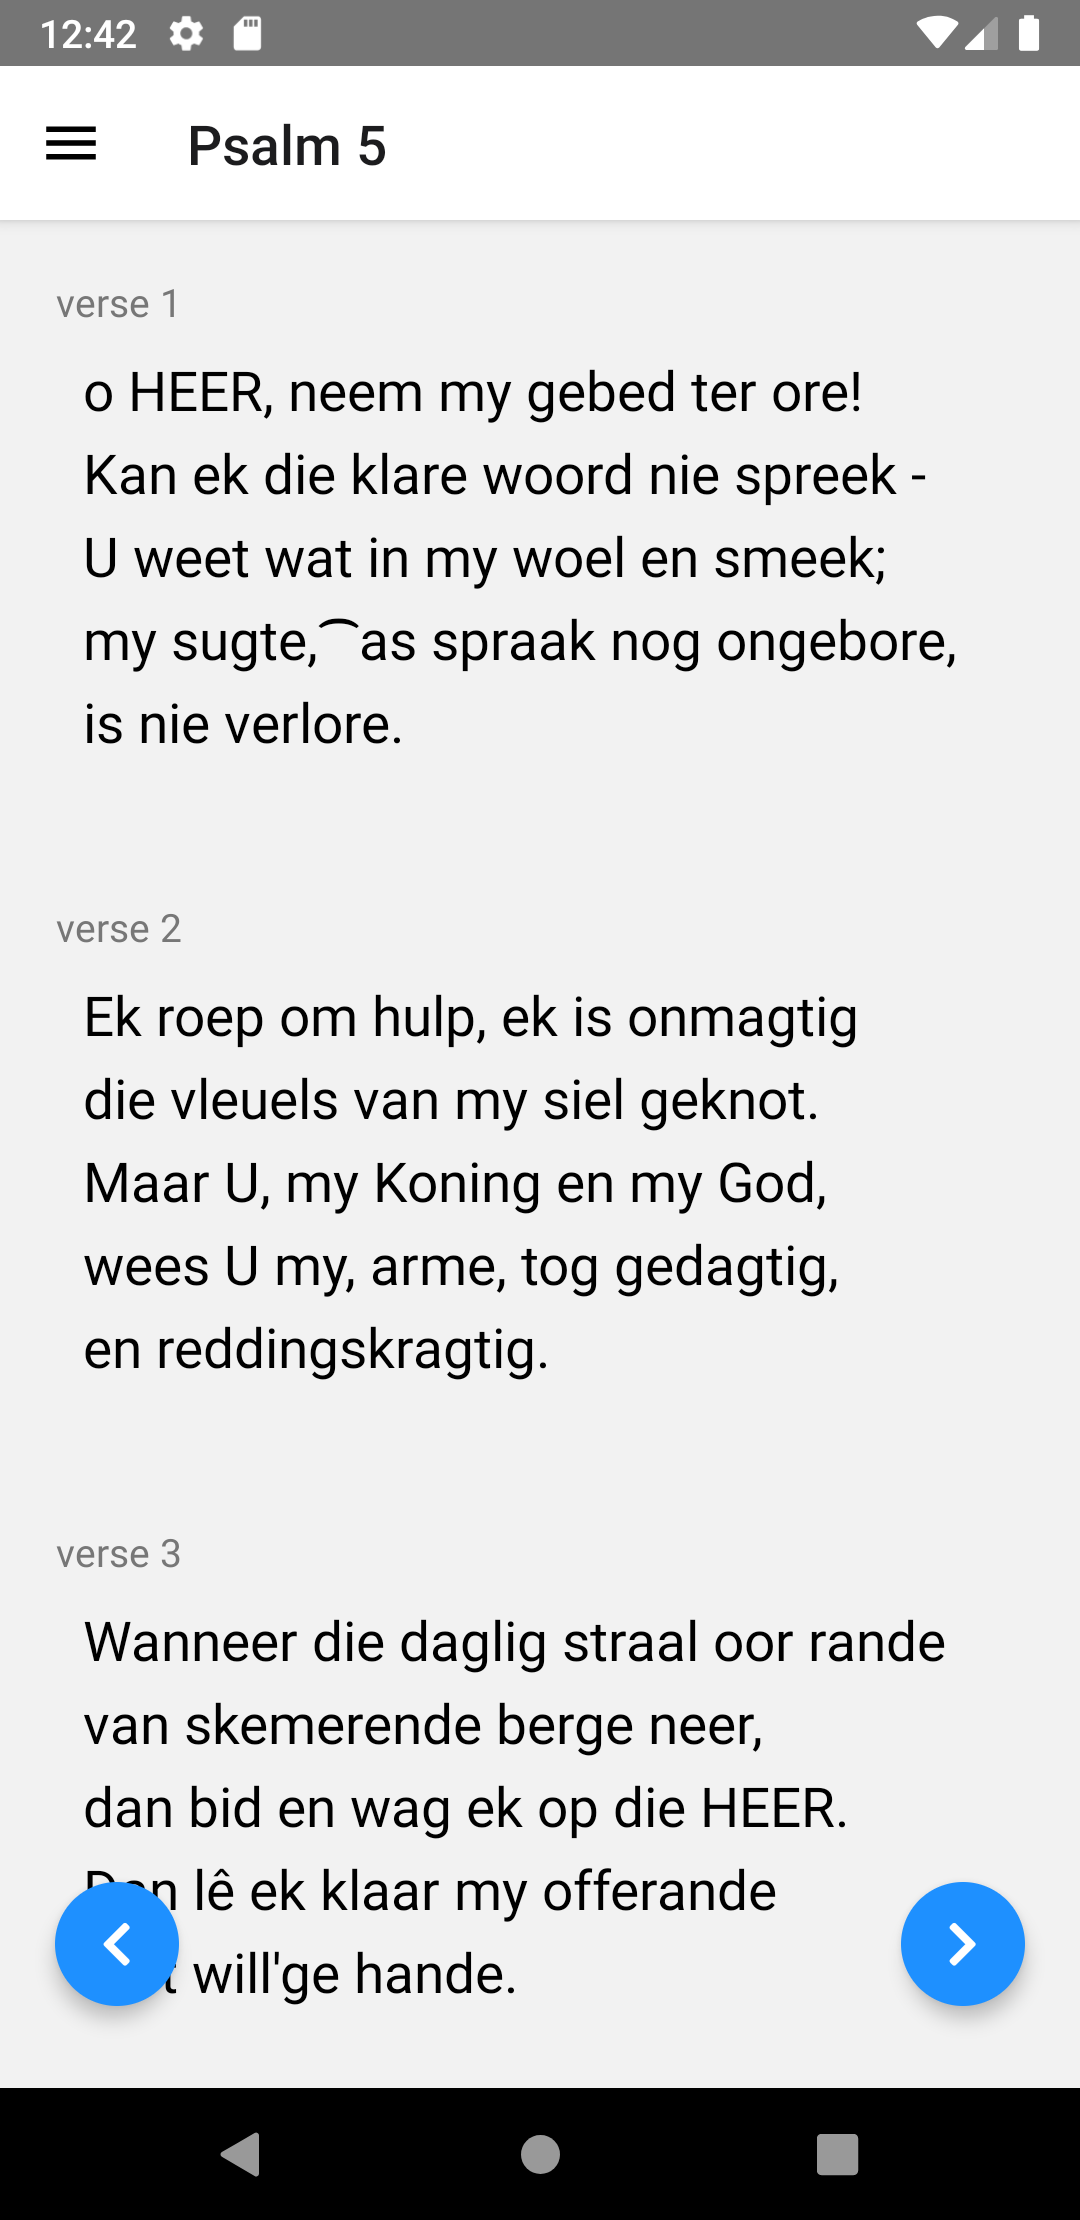 12:42
Psalm 5
verse 1
o HEER, neem my gebed ter ore!
Kan ek die klare woord nie spreek -
U weet wat in my woel en smeek;
my sugte,⁀as spraak nog ongebore,
is nie verlore.
verse 2
Ek roep om hulp, ek is onmagtig
die vleuels van my siel geknot.
Maar U, my Koning en my God,
wees U my, arme, tog gedagtig,
en reddingskragtig.
verse 3
Wanneer die daglig straal oor rande
van skemerende berge neer,
dan bid en wag ek op die HEER.
Dan lê ek klaar my offerande
will'ge hande.